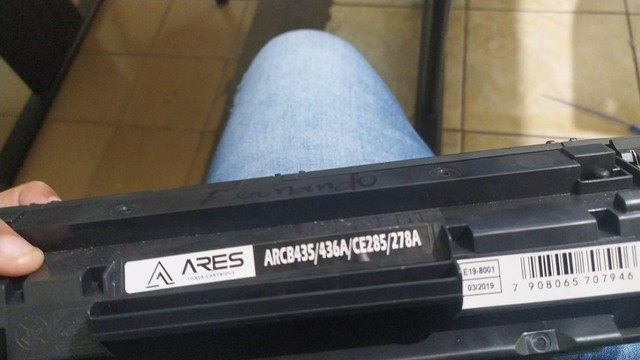 Fernando
ARES
TONER CARTRIDGE
ARCB435/436A/CE285/278A
E19-8001
03/2019
7 908065 707946